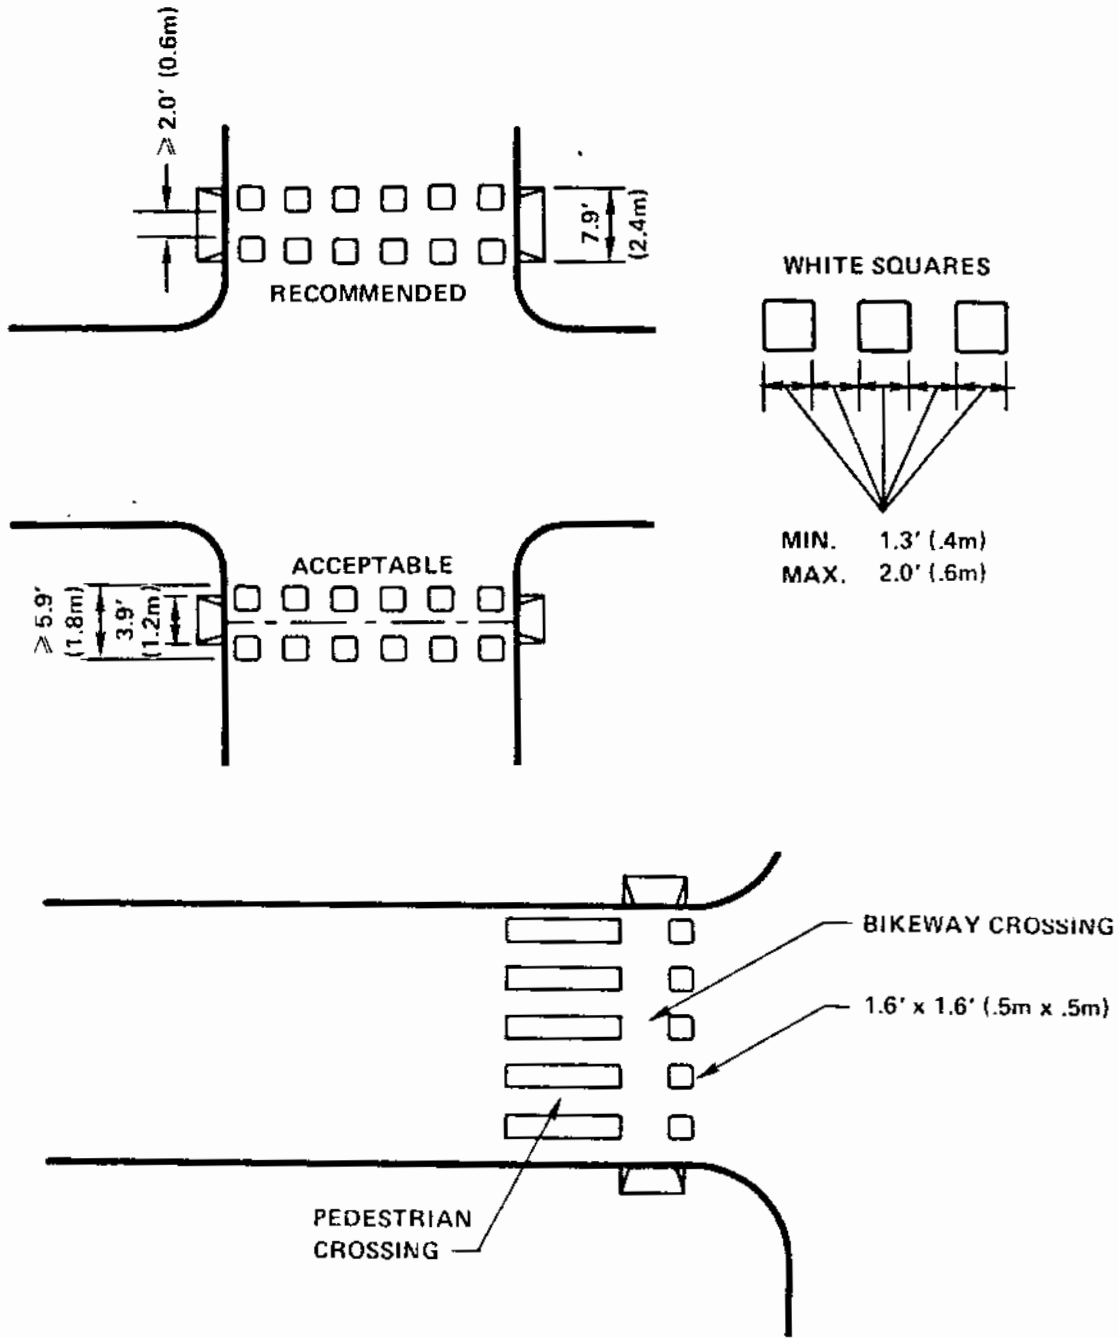 ≥ 2.0' (0.6m)
7.9'
(2.4m)
RECOMMENDED
WHITE SQUARES
MIN. 1.3' (.4m)
MAX. 2.0' (.6m)
ACCEPTABLE
≥ 5.9'
(1.8m)
3.9'
(1.2m)
BIKEWAY CROSSING
1.6' x 1.6' (.5m x .5m)
PEDESTRIAN
CROSSING